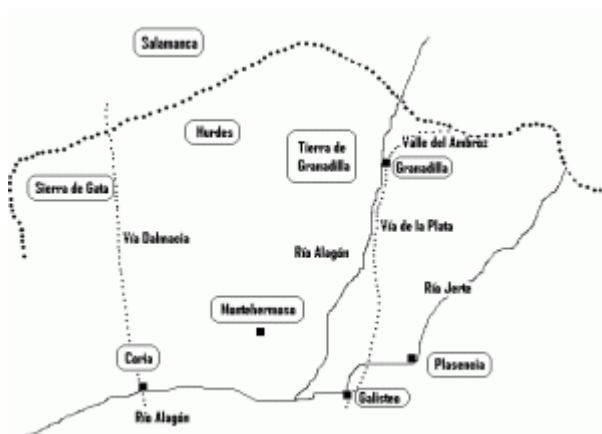 Salamanca
Hurdes
Tierra de
Granadilla
Valle del Ambroz
Granadilla
Sierra de Gata
Vía Dalmacia
Vía de la Plata
Río Alagón
Río Jerte
Montehermoso
Coria
Plasencia
Galisteo
Río Alagón